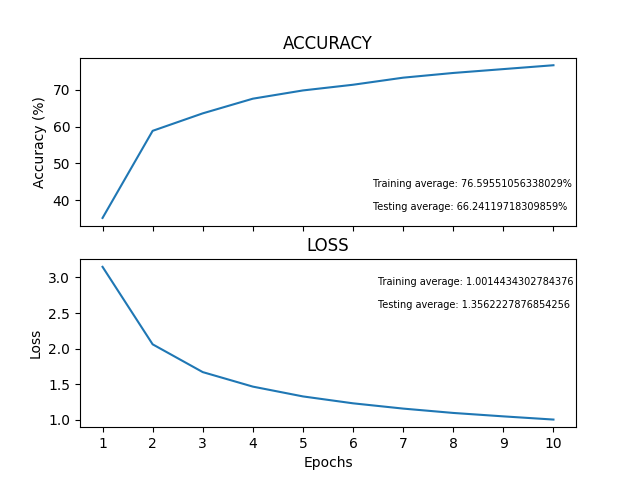 ACCURACY
Accuracy (%)
70
60
50
40
Training average: 76.59551056338029%
Testing average: 66.24119718309859%
LOSS
Loss
3.0
2.5
2.0
1.5
1.0
Training average: 1.0014434302784376
Testing average: 1.3562227876854256
1 2 3 4 5 6 7 8 9 10
Epochs